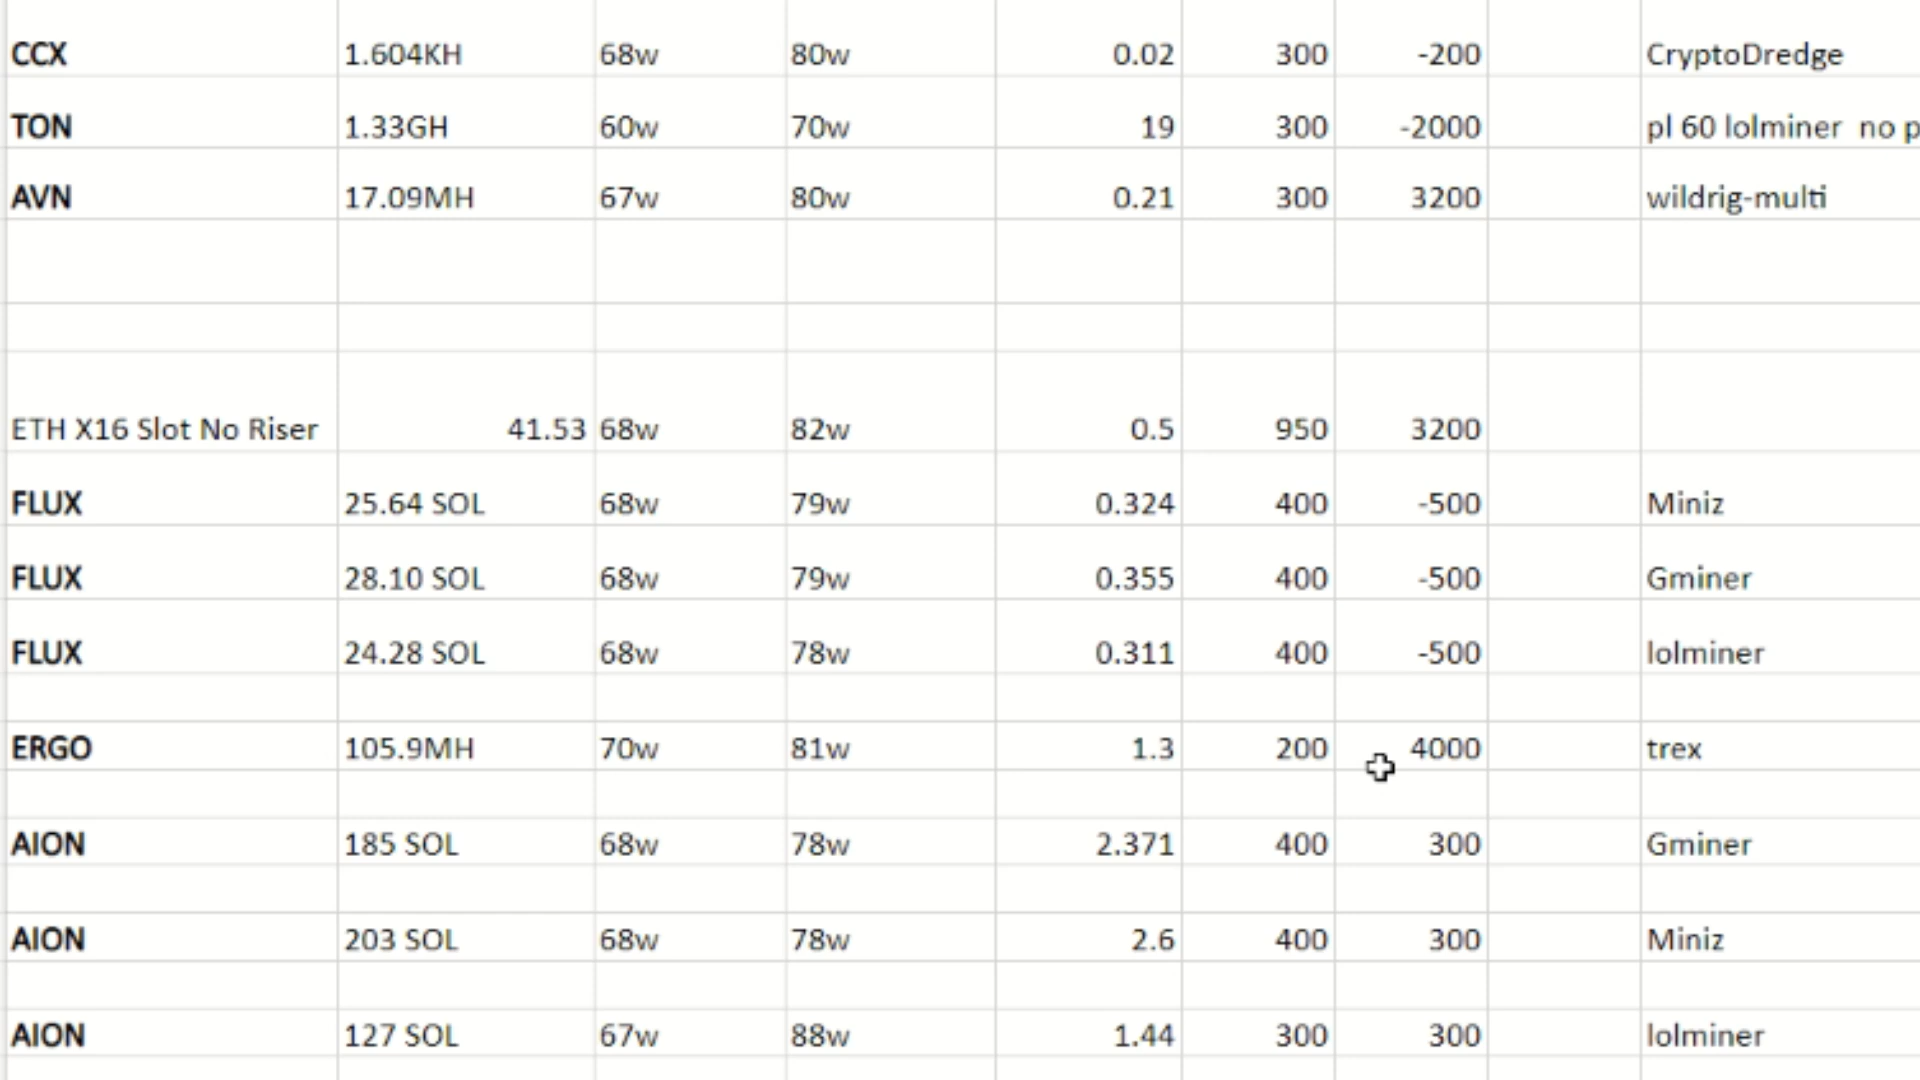 CCX 1.604KH 68w 80w 0.02 300 -200 CryptoDredge
TON 1.33GH 60w 70w 19 300 -2000 pl 60 lolminer no p
AVN 17.09MH 67w 80w 0.21 300 3200 wildrig-multi
ETH X16 Slot No Riser 41.53 68w 82w 0.5 950 3200
FLUX 25.64 SOL 68w 79w 0.324 400 -500 Miniz
FLUX 28.10 SOL 68w 79w 0.355 400 -500 Gminer
FLUX 24.28 SOL 68w 78w 0.311 400 -500 lolminer
ERGO 105.9MH 70w 81w 1.3 200 4000 trex
AION 185 SOL 68w 78w 2.371 400 300 Gminer
AION 203 SOL 68w 78w 2.6 400 300 Miniz
AION 127 SOL 67w 88w 1.44 300 300 lolminer